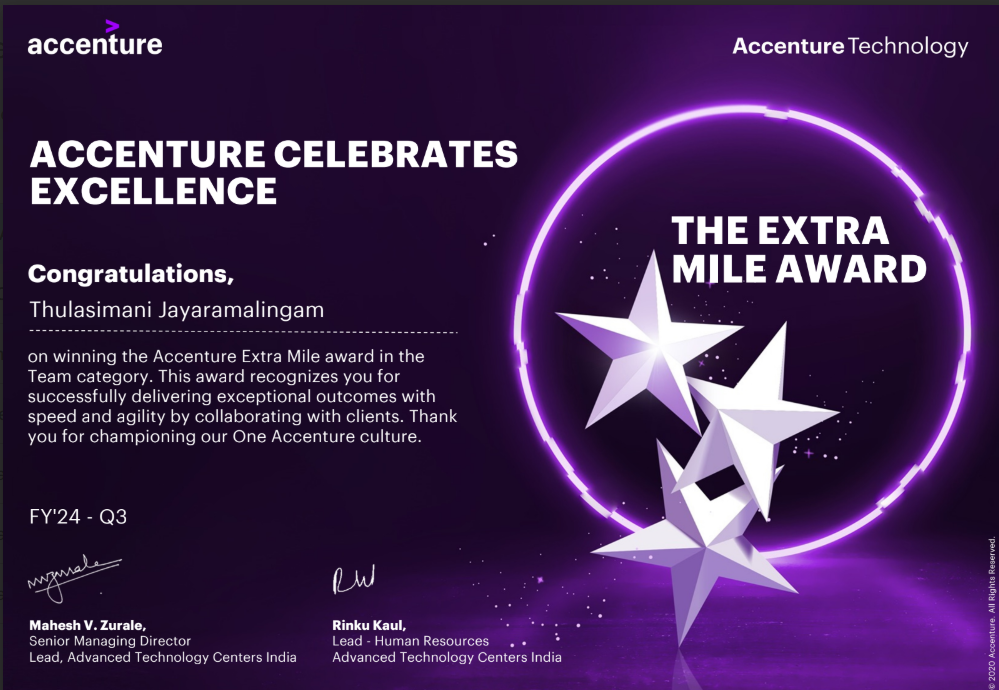 accenture
Accenture Technology
ACCENTURE CELEBRATES
EXCELLENCE
THE EXTRA
MILE AWARD
Congratulations,
Thulasimani Jayaramalingam
on winning the Accenture Extra Mile award in the
Team category. This award recognizes you for
successfully delivering exceptional outcomes with
speed and agility by collaborating with clients. Thank
you for championing our One Accenture culture.
FY'24 - Q3
Mahesh V. Zurale,
Senior Managing Director
Lead, Advanced Technology Centers India
Rinku Kaul,
Lead - Human Resources
Advanced Technology Centers India
© 2020 Accenture. All Rights Reserved.